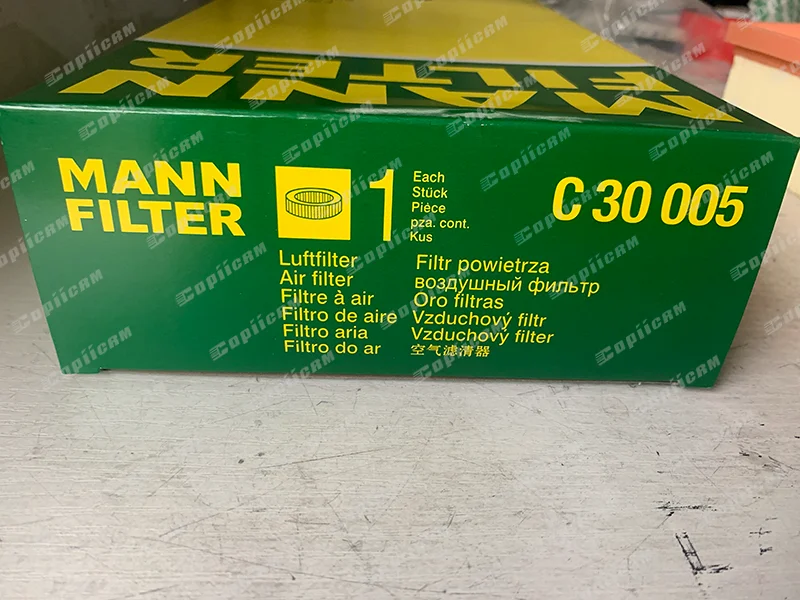 MANN
FILTER
MANN
FILTER
1
Each
Stück
Pièce
pza. cont.
Kus
C 30 005
Luftfilter
Air filter
Filtre à air
Filtro de aire
Filtro aria
Filtro do ar
Filtr powietrza
воздушный фильтр
Oro filtras
Vzduchový filtr
Vzduchový filter
空气滤清器
CopiiCAM